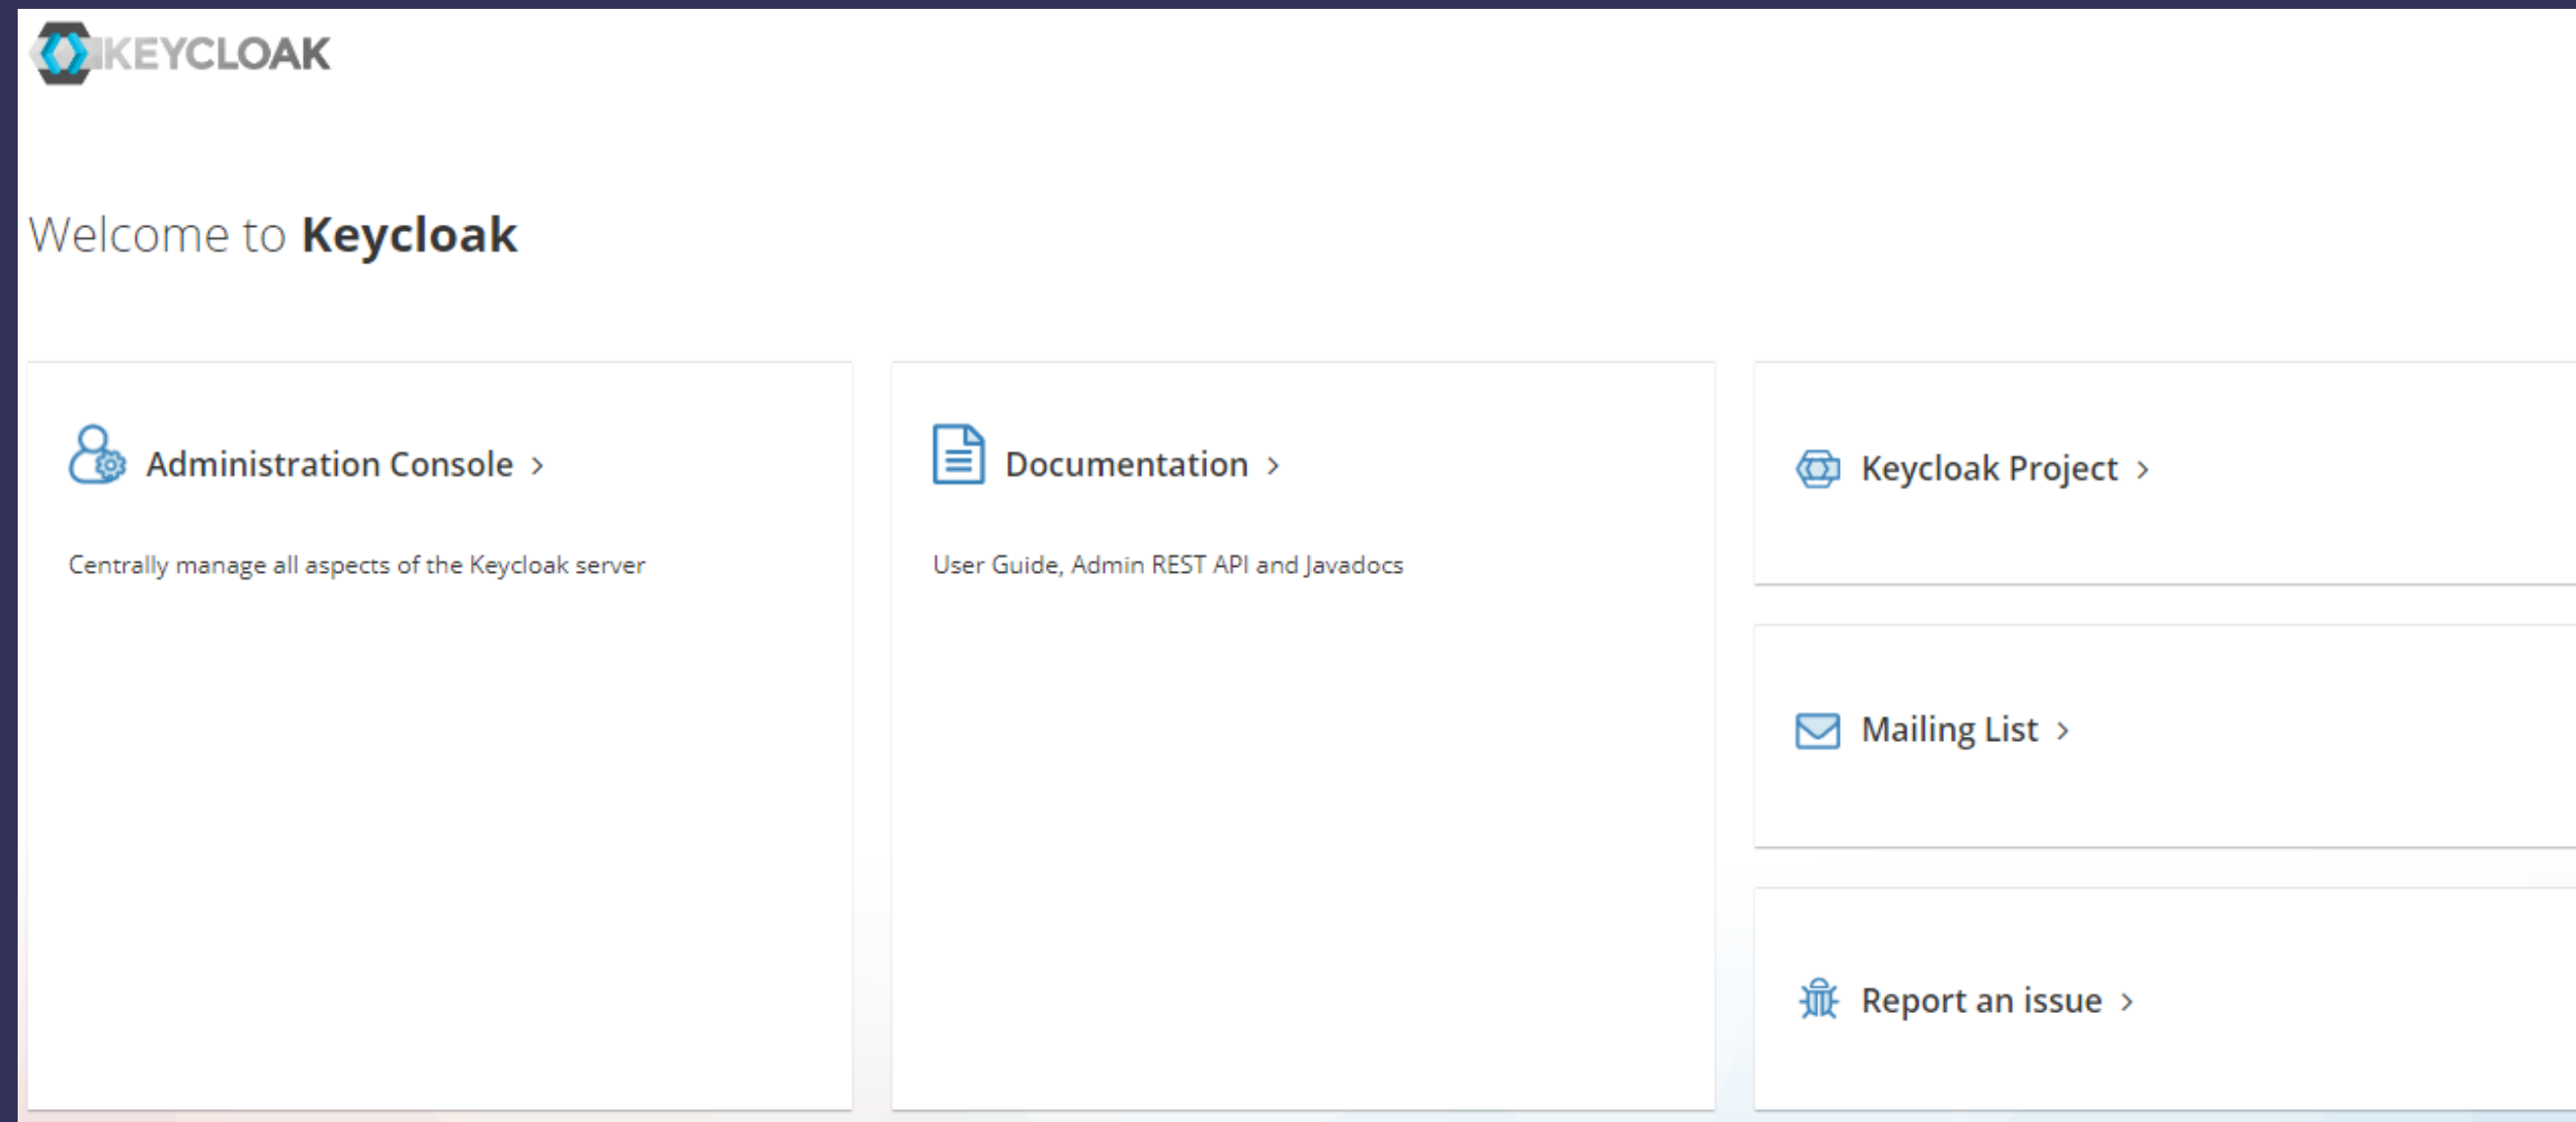 KEYCLOAK
Welcome to Keycloak
Administration Console
Centrally manage all aspects of the Keycloak server
Documentation
User Guide, Admin REST API and Javadocs
Keycloak Project
Mailing List
Report an issue